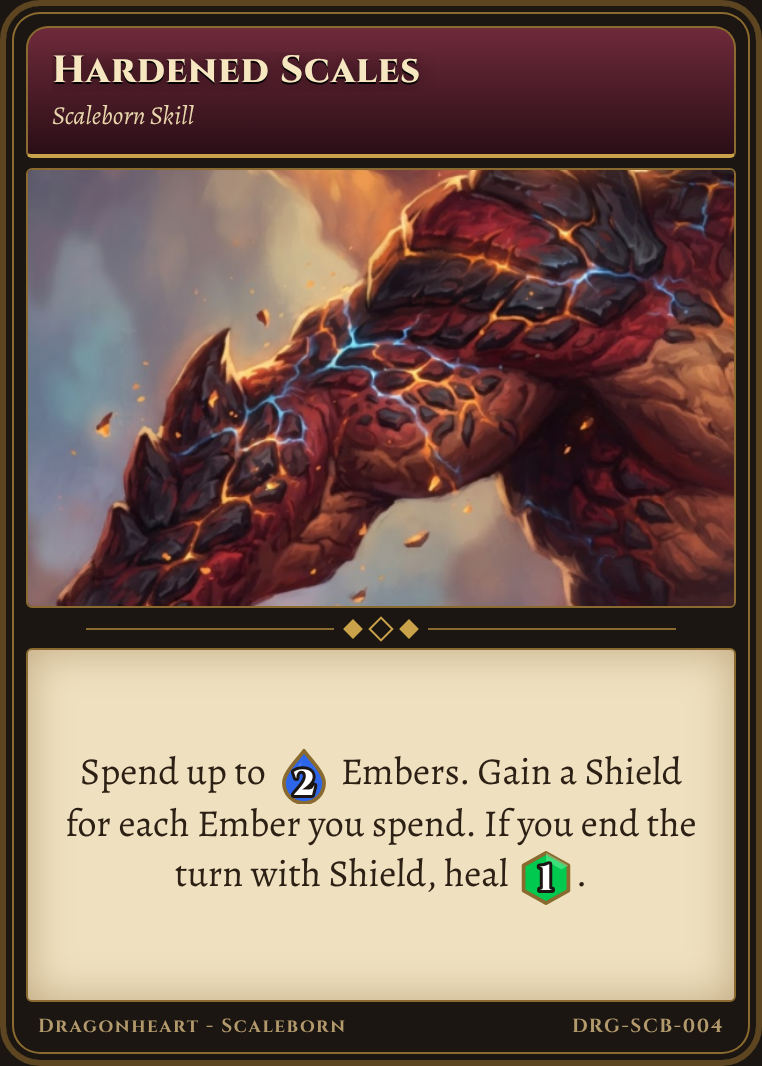 Hardened Scales
Scaleborn Skill
Spend up to 2 Embers. Gain a Shield
for each Ember you spend. If you end the
turn with Shield, heal 1.
Dragonheart - Scaleborn
DRG-SCB-004